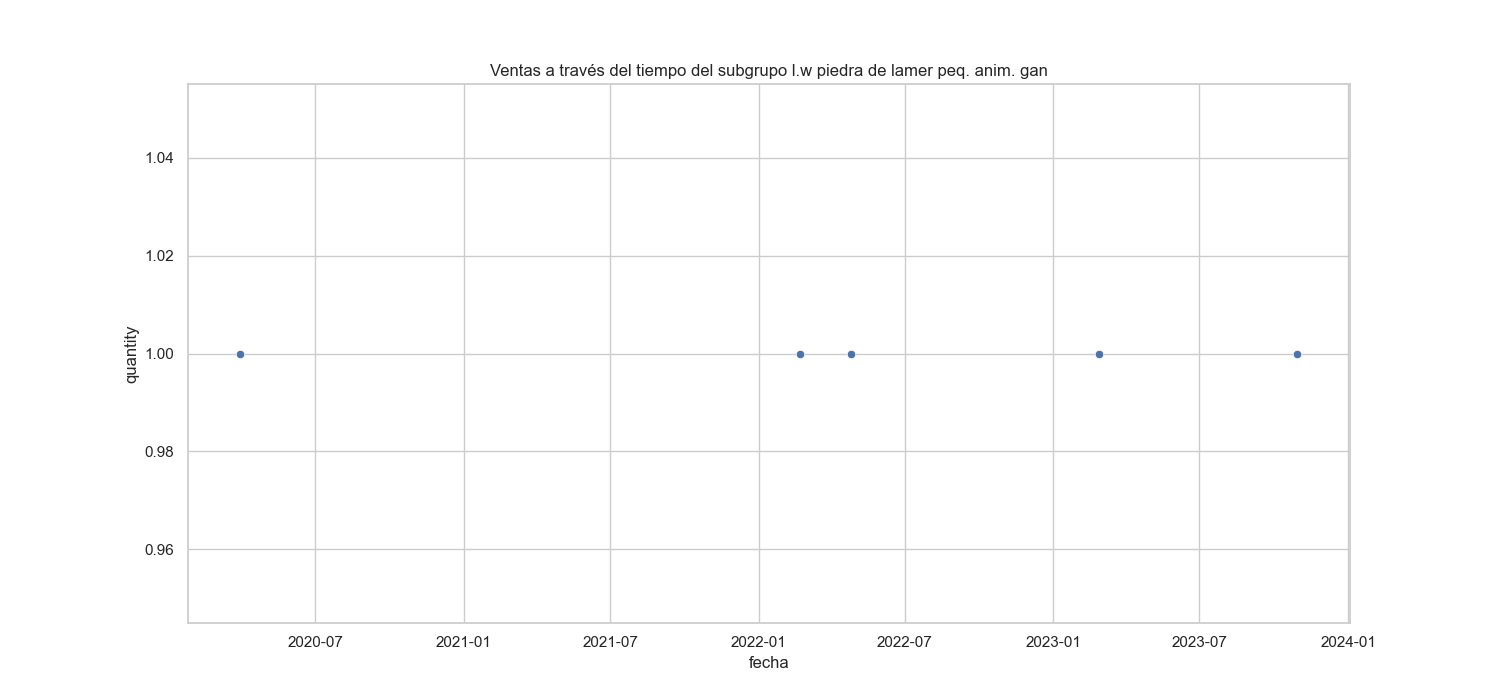 Ventas a través del tiempo del subgrupo l.w piedra de lamer peq. anim. gan
1.04
1.02
1.00
0.98
0.96
quantity
2020-07 2021-01 2021-07 2022-01 2022-07 2023-01 2023-07 2024-01
fecha